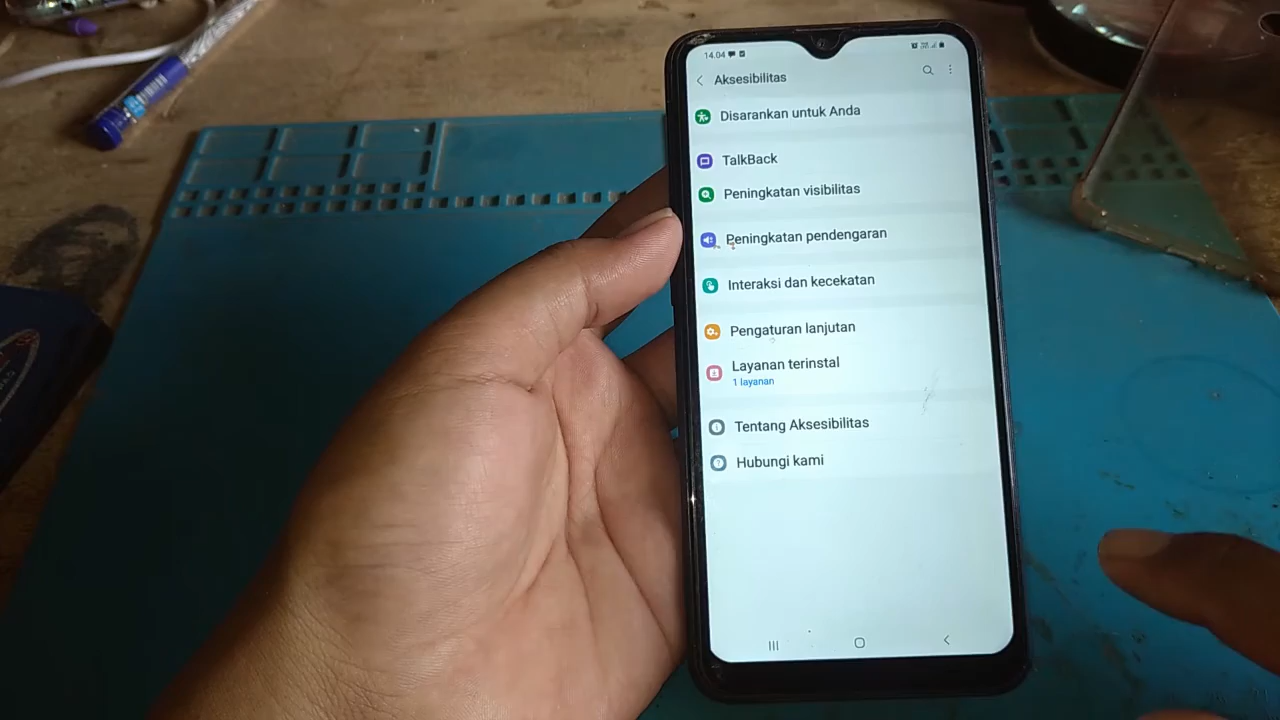 14.04
Aksesibilitas
Disarankan untuk Anda
TalkBack
Peningkatan visibilitas
Peningkatan pendengaran
Interaksi dan kecekatan
Pengaturan lanjutan
Layanan terinstal
1 layanan
Tentang Aksesibilitas
Hubungi kami